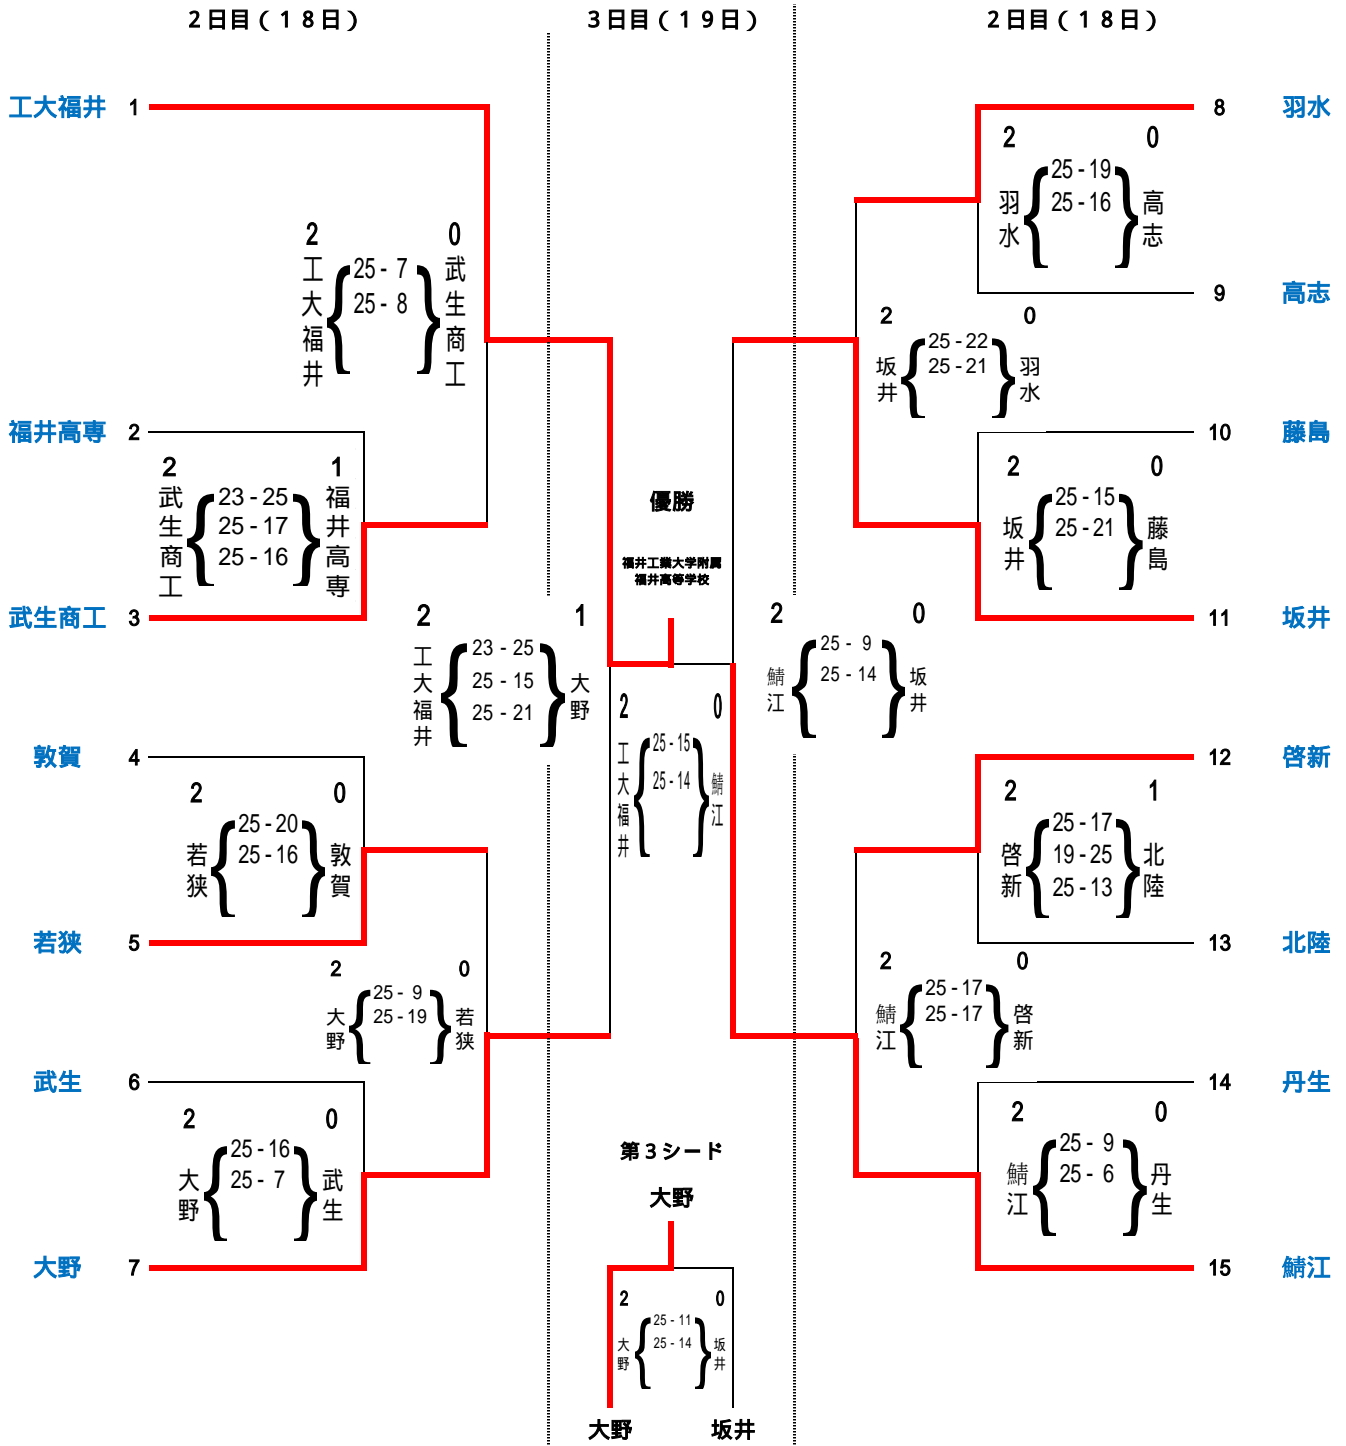 2日目(18日)
3日目(19日)
2日目(18日)
工大福井 1
2 0
工大福井
25 - 7
25 - 8
武生商工
福井高専 2
2 1
武生商工
23 - 25
25 - 17
25 - 16
福井高専
武生商工 3
2 1
工大福井
23 - 25
25 - 15
25 - 21
大野
敦賀 4
2 0
若狭
25 - 20
25 - 16
敦賀
若狭 5
2 0
大野
25 - 9
25 - 19
若狭
武生 6
2 0
大野
25 - 16
25 - 7
武生
大野 7
優勝
福井工業大学附属
福井高等学校
2 0
工大福井
25 - 15
25 - 14
鯖江
第3シード
大野
2 0
大野
25 - 11
25 - 14
坂井
大野
坂井
8 羽水
2 0
羽水
25 - 19
25 - 16
高志
9 高志
2 0
坂井
25 - 22
25 - 21
羽水
10 藤島
2 0
坂井
25 - 15
25 - 21
藤島
11 坂井
2 0
鯖江
25 - 9
25 - 14
坂井
12 啓新
2 1
啓新
25 - 17
19 - 25
25 - 13
北陸
13 北陸
2 0
鯖江
25 - 17
25 - 17
啓新
14 丹生
2 0
鯖江
25 - 9
25 - 6
丹生
15 鯖江